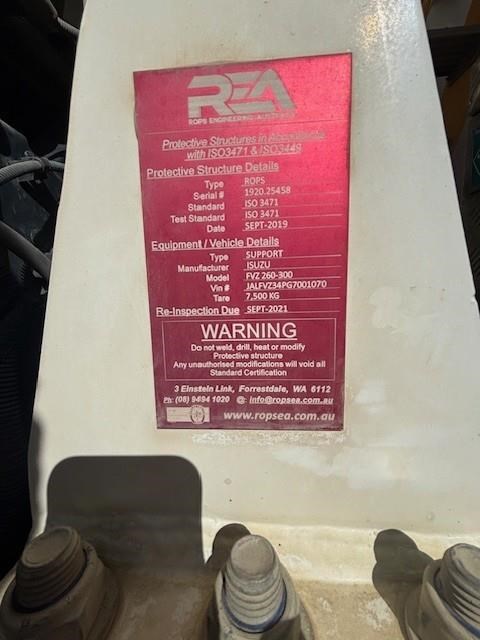 REA
ROPS ENGINEERING AUSTRALIA
Protective Structures in Accordance
with ISO3471 & ISO3449
Protective Structure Details
Type ROPS
Serial # 1920.25458
Standard ISO 3471
Test Standard ISO 3471
Date SEPT-2019
Equipment / Vehicle Details
Type SUPPORT
Manufacturer ISUZU
Model FVZ 260-300
Vin # JALFVZ34PG7001070
Tare 7,500 KG
Re-Inspection Due SEPT-2021
WARNING
Do not weld, drill, heat or modify
Protective structure
Any unauthorised modifications will void all
Standard Certification
3 Einstein Link, Forrestdale, WA 6112
Ph: (08) 9494 1020 @: info@ropsea.com.au
www.ropsea.com.au